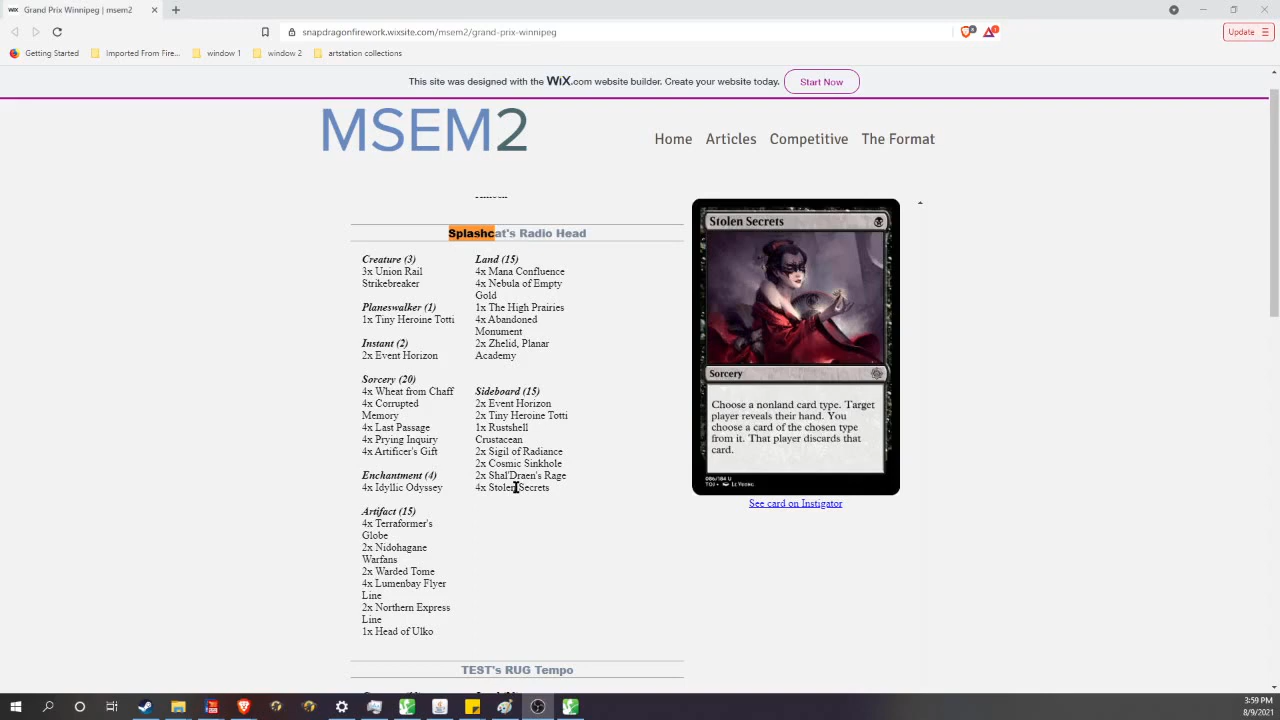 Grand Prix Winnipeg | msem2
snapdragonfirework.wixsite.com/msem2/grand-prix-winnipeg
Update
Getting Started
Imported From Fire...
window 1
window 2
artstation collections
This site was designed with the WiX.com website builder. Create your website today.
Start Now
MSEM2
Home
Articles
Competitive
The Format
Splashcat's Radio Head
Creature (3)
3x Union Rail
Strikebreaker
Planeswalker (1)
1x Tiny Heroine Totti
Instant (2)
2x Event Horizon
Sorcery (20)
4x Wheat from Chaff
4x Corrupted
Memory
4x Last Passage
4x Prying Inquiry
4x Artificer's Gift
Enchantment (4)
4x Idyllic Odyssey
Artifact (15)
4x Terraformer's
Globe
2x Nidohagane
Warfans
2x Warded Tome
4x Lumenbay Flyer
Line
2x Northern Express
Line
1x Head of Ulko
Land (15)
4x Mana Confluence
4x Nebula of Empty
Gold
1x The High Prairies
4x Abandoned
Monument
2x Zhelid, Planar
Academy
Sideboard (15)
2x Event Horizon
2x Tiny Heroine Totti
1x Rustshell
Crustacean
2x Sigil of Radiance
2x Cosmic Sinkhole
2x Shal'Draen's Rage
4x Stolen Secrets
Stolen Secrets
Sorcery
Choose a nonland card type. Target
player reveals their hand. You
choose a card of the chosen type
from it. That player discards that
card.
086/184 U
See card on Instigator
TEST's RUG Tempo
3:59 PM
8/9/2021